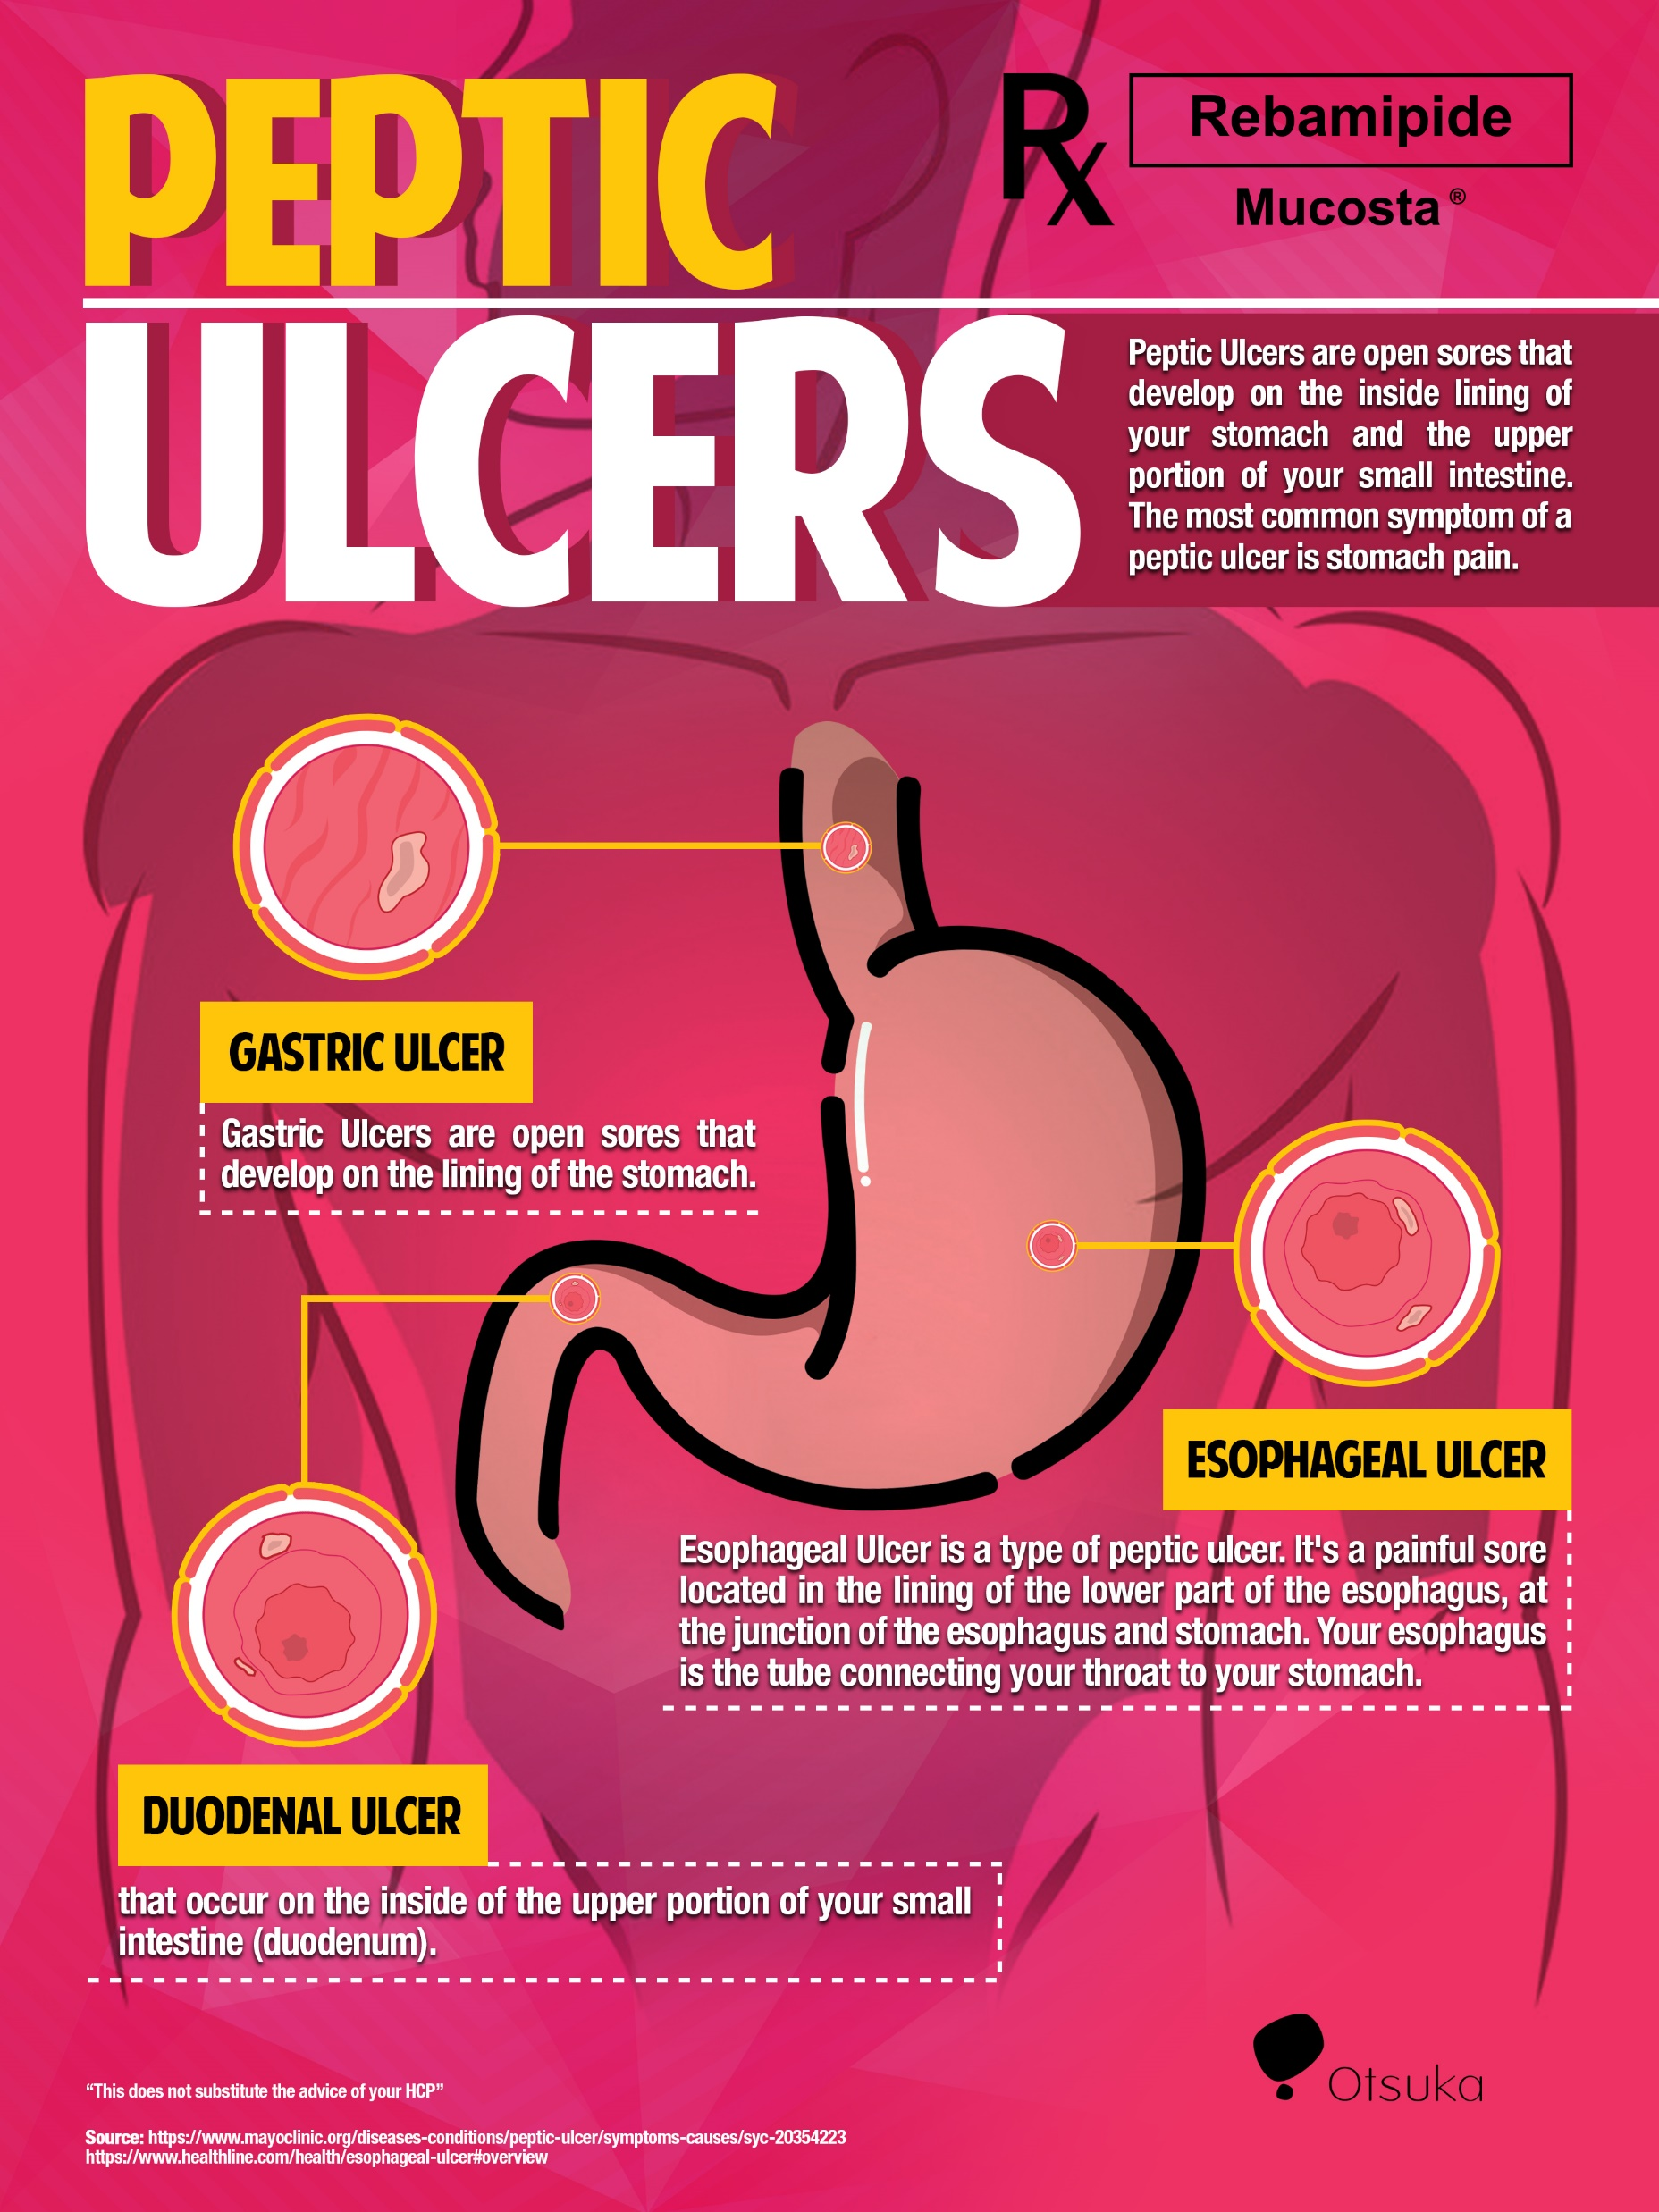 PEPTIC
ULCERS
Rx
Rebamipide
Mucosta®
Peptic Ulcers are open sores that
develop on the inside lining of
your stomach and the upper
portion of your small intestine.
The most common symptom of a
peptic ulcer is stomach pain.
GASTRIC ULCER
Gastric Ulcers are open sores that
develop on the lining of the stomach.
ESOPHAGEAL ULCER
Esophageal Ulcer is a type of peptic ulcer. It's a painful sore
located in the lining of the lower part of the esophagus, at
the junction of the esophagus and stomach. Your esophagus
is the tube connecting your throat to your stomach.
DUODENAL ULCER
that occur on the inside of the upper portion of your small
intestine (duodenum).
“This does not substitute the advice of your HCP”
Source: https://www.mayoclinic.org/diseases-conditions/peptic-ulcer/symptoms-causes/syc-20354223
https://www.healthline.com/health/esophageal-ulcer#overview
Otsuka